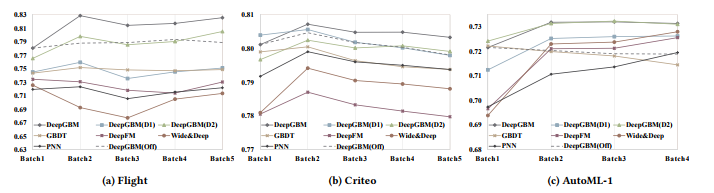 0.83
0.81
0.79
0.77
0.75
0.73
0.71
0.69
0.67
0.65
0.63
DeepGBM DeepGBM(D1) DeepGBM(D2)
GBDT DeepFM Wide&Deep
PNN DeepGBM(Off)
Batch1 Batch2 Batch3 Batch4 Batch5
(a) Flight
0.81
0.80
0.79
0.78
0.77
DeepGBM DeepGBM(D1) DeepGBM(D2)
GBDT DeepFM Wide&Deep
PNN DeepGBM(Off)
Batch1 Batch2 Batch3 Batch4 Batch5
(b) Criteo
0.73
0.72
0.71
0.70
0.69
0.68
DeepGBM DeepGBM(D1) DeepGBM(D2)
GBDT DeepFM Wide&Deep
PNN DeepGBM(Off)
Batch1 Batch2 Batch3 Batch4
(c) AutoML-1